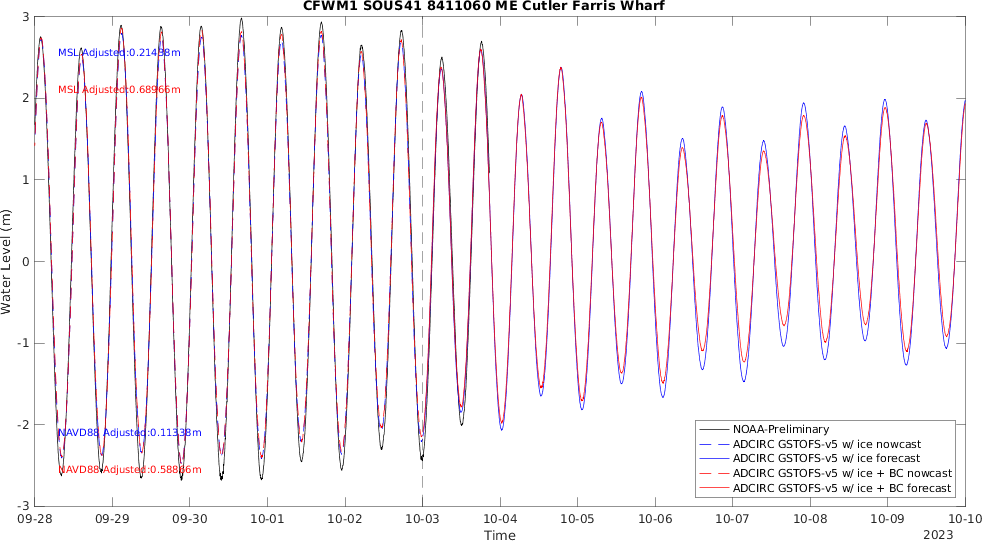 CFWM1 SOUS41 8411060 ME Cutler Farris Wharf
3
MSL Adjusted:0.21438m
MSL Adjusted:0.68966m
2
1
Water Level (m)
0
-1
-2
NAVD88 Adjusted:0.11338m
NAVD88 Adjusted:0.58866m
-3
NOAA-Preliminary
ADCIRC GSTOFS-v5 w/ ice nowcast
ADCIRC GSTOFS-v5 w/ ice forecast
ADCIRC GSTOFS-v5 w/ ice + BC nowcast
ADCIRC GSTOFS-v5 w/ ice + BC forecast
09-28 09-29 09-30 10-01 10-02 10-03 10-04 10-05 10-06 10-07 10-08 10-09 10-10
Time
2023